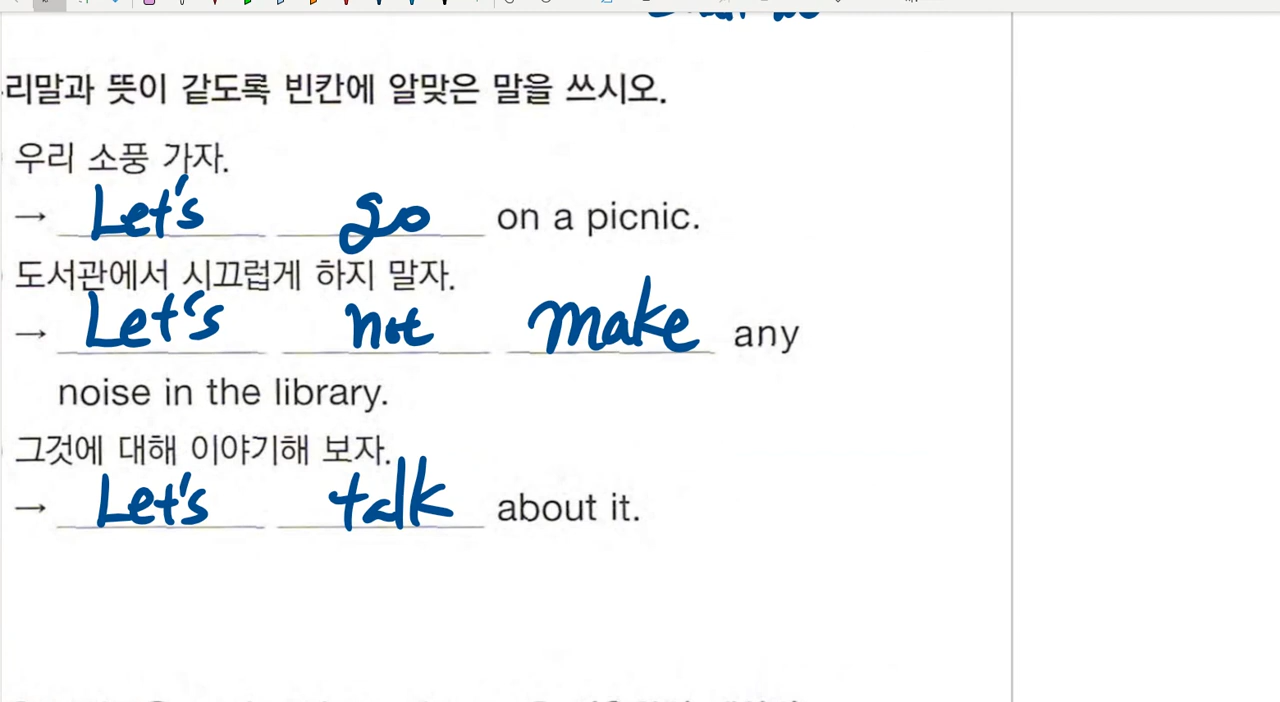 리말과 뜻이 같도록 빈칸에 알맞은 말을 쓰시오.
우리 소풍 가자.
→ Let's go on a picnic.
도서관에서 시끄럽게 하지 말자.
→ Let's not make any
noise in the library.
그것에 대해 이야기해 보자.
→ Let's talk about it.